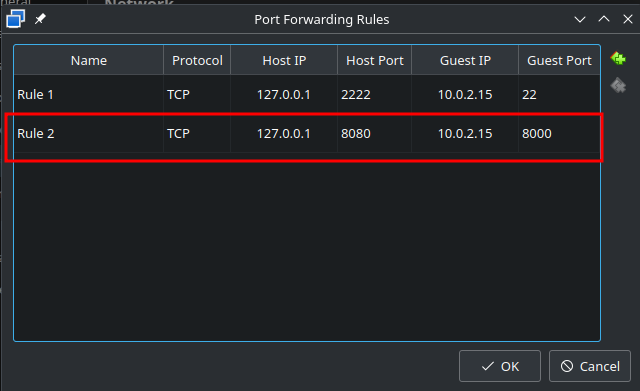 Network
Port Forwarding Rules
Name Protocol Host IP Host Port Guest IP Guest Port
Rule 1 TCP 127.0.0.1 2222 10.0.2.15 22
Rule 2 TCP 127.0.0.1 8080 10.0.2.15 8000
OK Cancel